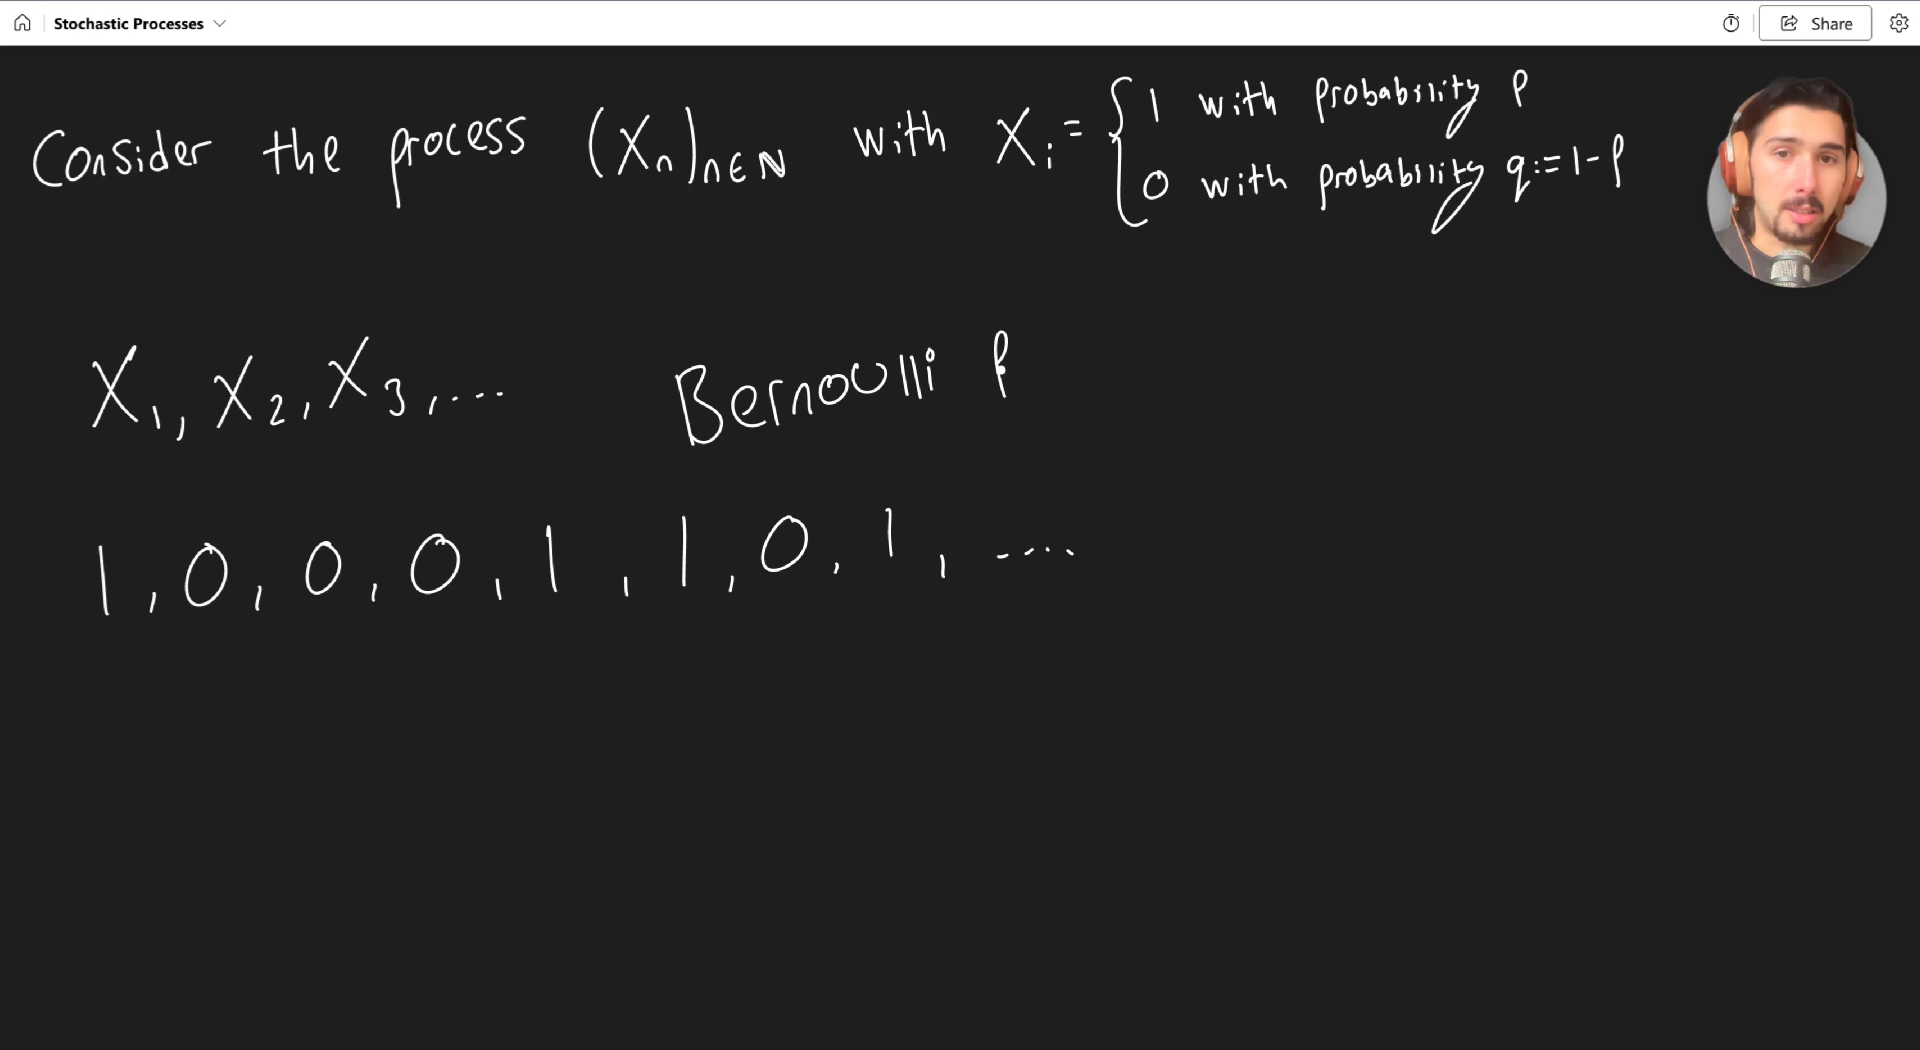 Stochastic Processes
Share
Consider the process (Xₙ)ₙ∈ℕ with Xᵢ = { 1 with probability p
0 with probability q := 1-p
X₁, X₂, X₃, ...
Bernoulli p
1, 0, 0, 0, 1, 1, 0, 1, ....